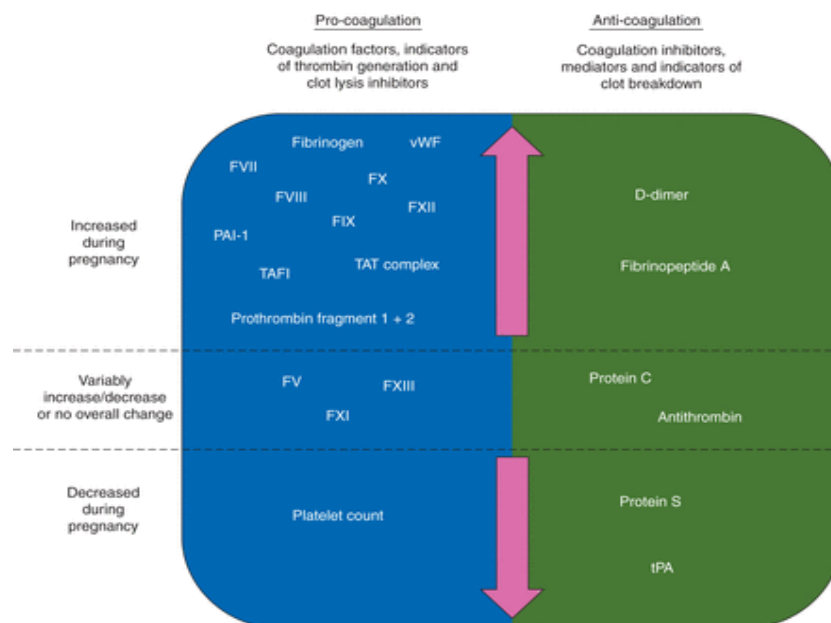 Pro-coagulation
Anti-coagulation
Coagulation factors, indicators
of thrombin generation and
clot lysis inhibitors
Coagulation inhibitors,
mediators and indicators of
clot breakdown
Increased
during
pregnancy
Fibrinogen
vWF
FVII
FX
FVIII
FXII
FIX
PAI-1
TAFI
TAT complex
Prothrombin fragment 1 + 2
D-dimer
Fibrinopeptide A
Variably
increase/decrease
or no overall change
FV
FXIII
FXI
Protein C
Antithrombin
Decreased
during
pregnancy
Platelet count
Protein S
tPA